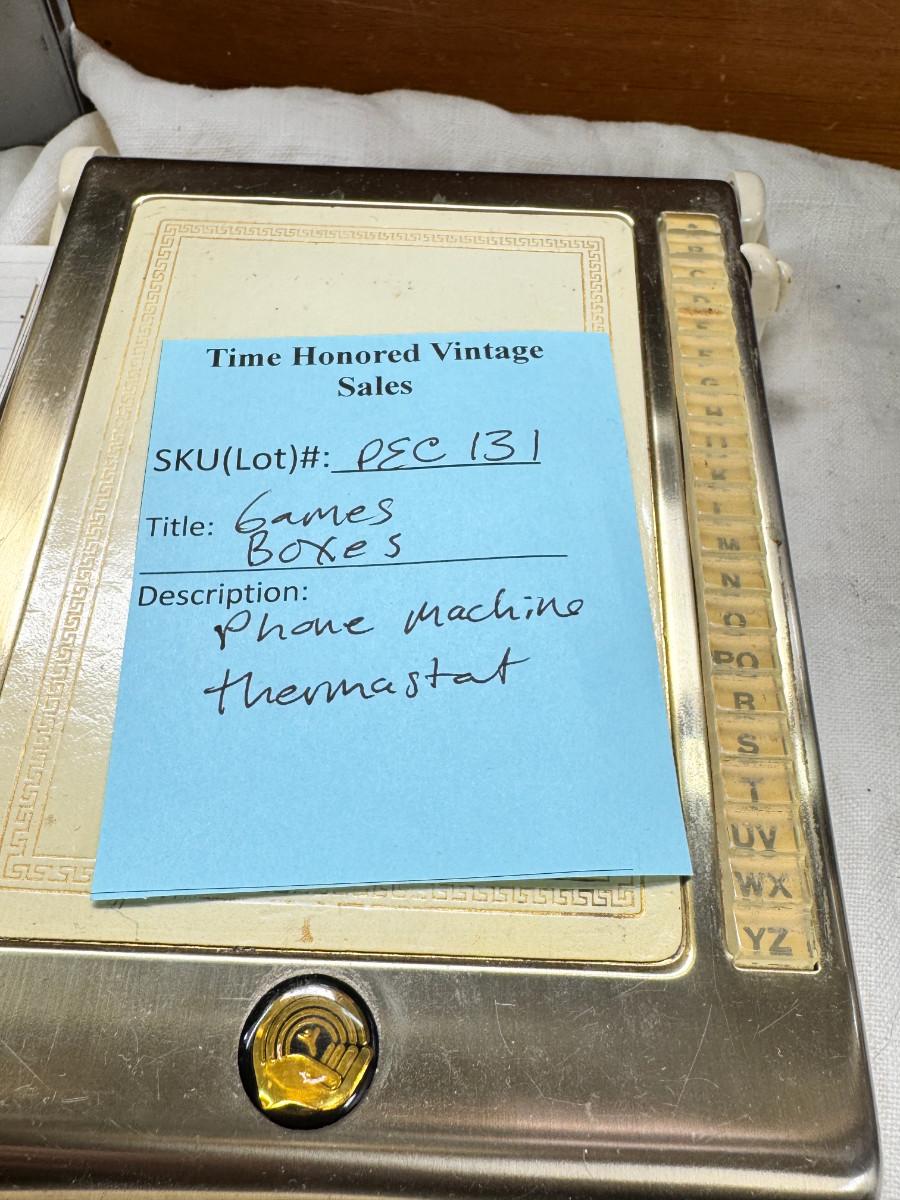 Time Honored Vintage
Sales
SKU(Lot)#: PEC 131
Title: Games
Boxes
Description:
Phone machine
thermastat
A
B
C
D
E
F
G
H
IJ
K
L
M
N
O
PQ
R
S
T
UV
WX
YZ